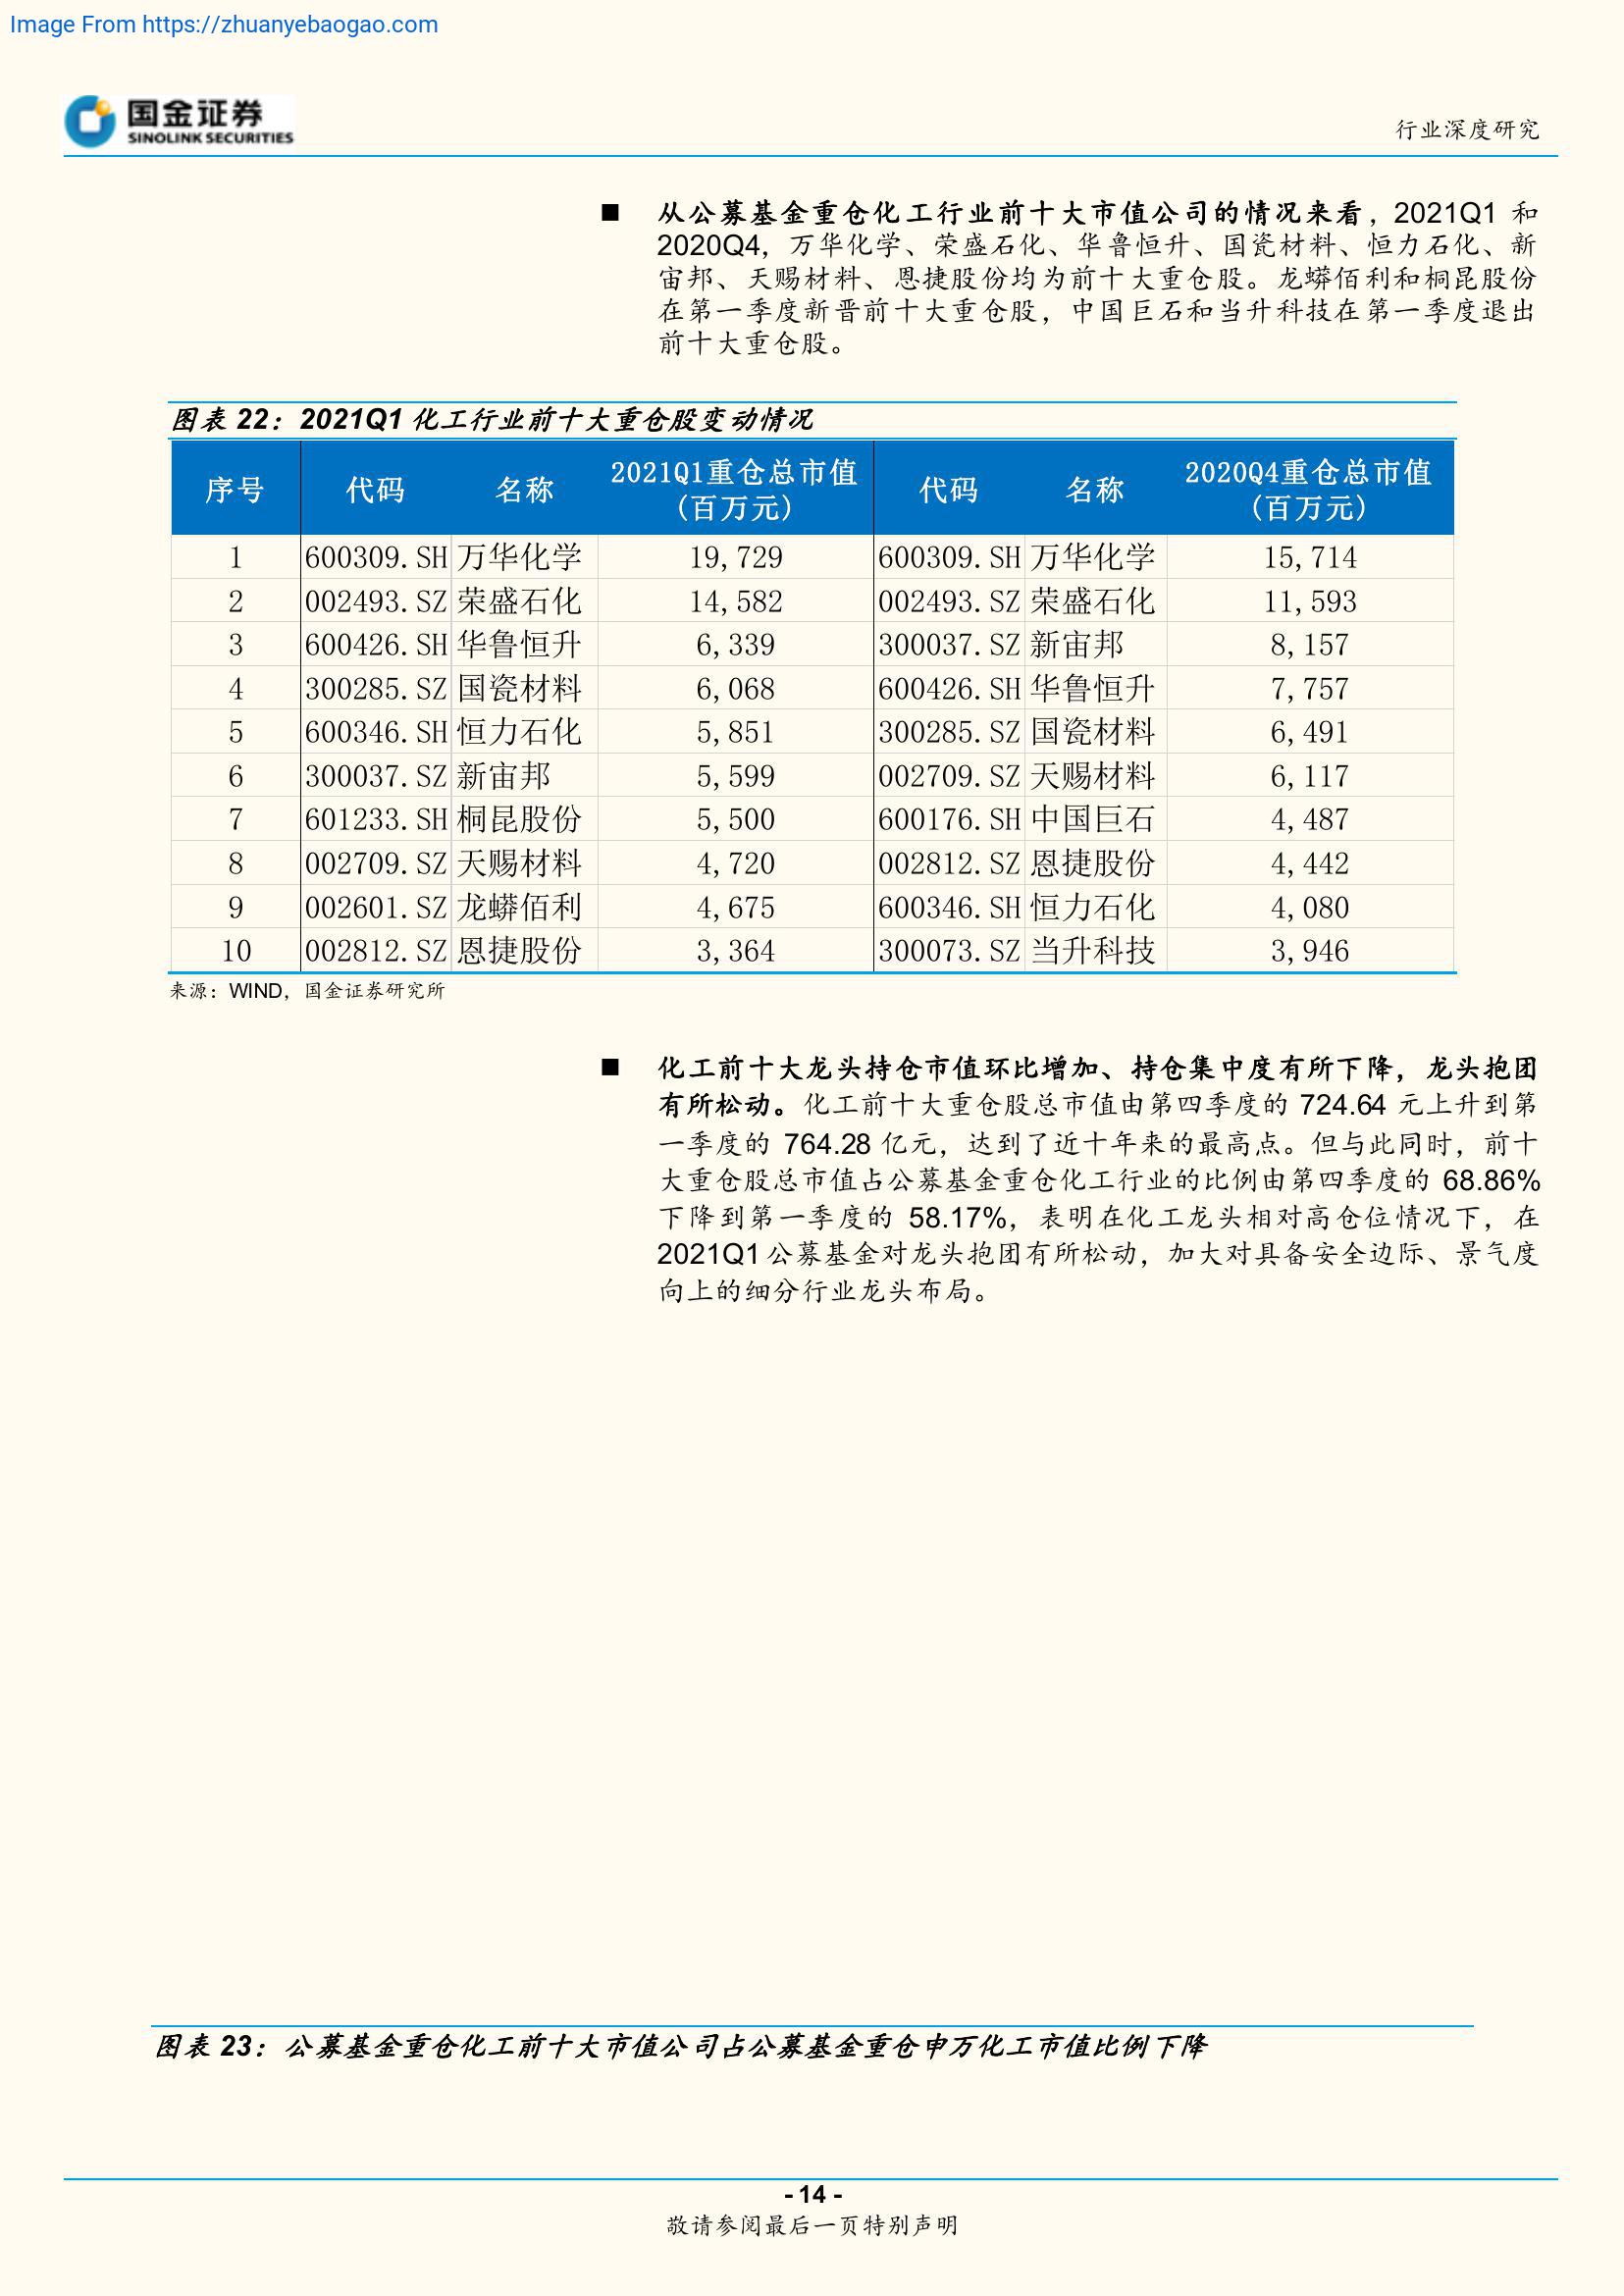 Image From https://zhuanyebaogao.com
国金证券
SINOLINK SECURITIES
行业深度研究
■ 从公募基金重仓化工行业前十大市值公司的情况来看，2021Q1 和
2020Q4，万华化学、荣盛石化、华鲁恒升、国瓷材料、恒力石化、新
宙邦、天赐材料、恩捷股份均为前十大重仓股。龙蟒佰利和桐昆股份
在第一季度新晋前十大重仓股，中国巨石和当升科技在第一季度退出
前十大重仓股。
图表 22：2021Q1 化工行业前十大重仓股变动情况
序号 代码 名称 2021Q1重仓总市值(百万元) 代码 名称 2020Q4重仓总市值(百万元)
1 600309.SH 万华化学 19,729 600309.SH 万华化学 15,714
2 002493.SZ 荣盛石化 14,582 002493.SZ 荣盛石化 11,593
3 600426.SH 华鲁恒升 6,339 300037.SZ 新宙邦 8,157
4 300285.SZ 国瓷材料 6,068 600426.SH 华鲁恒升 7,757
5 600346.SH 恒力石化 5,851 300285.SZ 国瓷材料 6,491
6 300037.SZ 新宙邦 5,599 002709.SZ 天赐材料 6,117
7 601233.SH 桐昆股份 5,500 600176.SH 中国巨石 4,487
8 002709.SZ 天赐材料 4,720 002812.SZ 恩捷股份 4,442
9 002601.SZ 龙蟒佰利 4,675 600346.SH 恒力石化 4,080
10 002812.SZ 恩捷股份 3,364 300073.SZ 当升科技 3,946
来源：WIND，国金证券研究所
■ 化工前十大龙头持仓市值环比增加、持仓集中度有所下降，龙头抱团
有所松动。化工前十大重仓股总市值由第四季度的 724.64 元上升到第
一季度的 764.28 亿元，达到了近十年来的最高点。但与此同时，前十
大重仓股总市值占公募基金重仓化工行业的比例由第四季度的 68.86%
下降到第一季度的 58.17%，表明在化工龙头相对高仓位情况下，在
2021Q1 公募基金对龙头抱团有所松动，加大对具备安全边际、景气度
向上的细分行业龙头布局。
图表 23：公募基金重仓化工前十大市值公司占公募基金重仓申万化工市值比例下降
- 14 -
敬请参阅最后一页特别声明